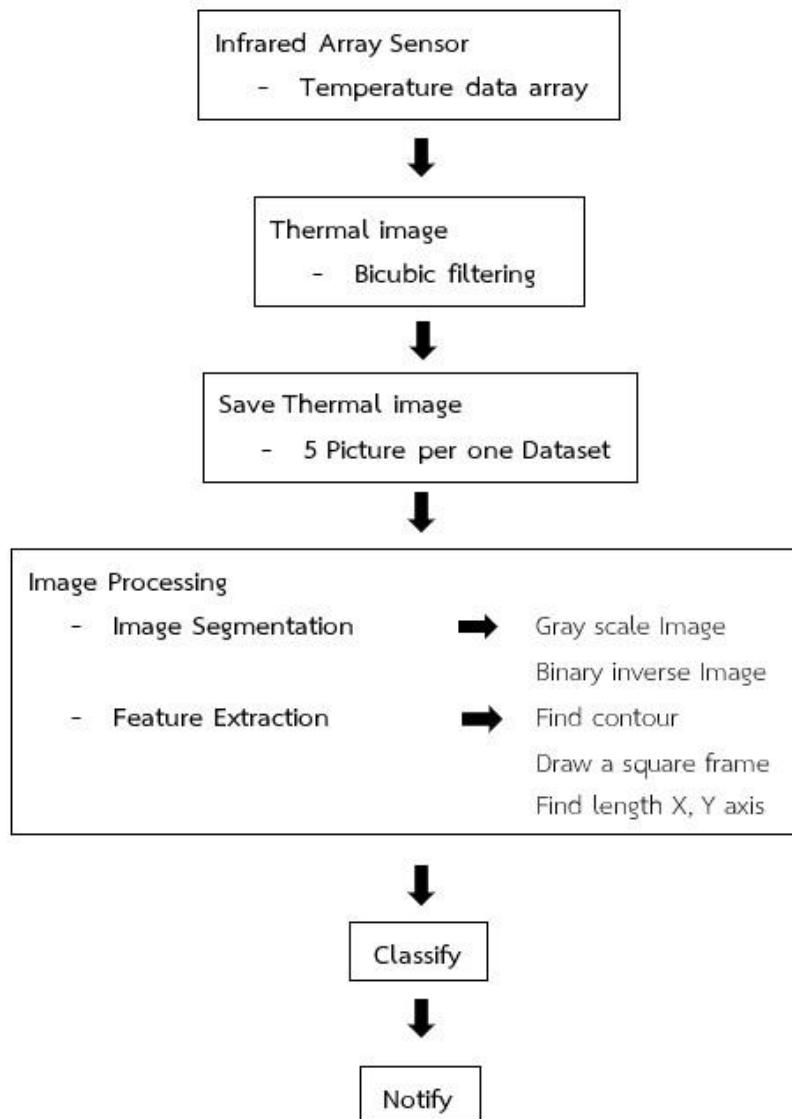 Infrared Array Sensor
- Temperature data array
Thermal image
- Bicubic filtering
Save Thermal image
- 5 Picture per one Dataset
Image Processing
- Image Segmentation Gray scale Image
Binary inverse Image
- Feature Extraction Find contour
Draw a square frame
Find length X, Y axis
Classify
Notify